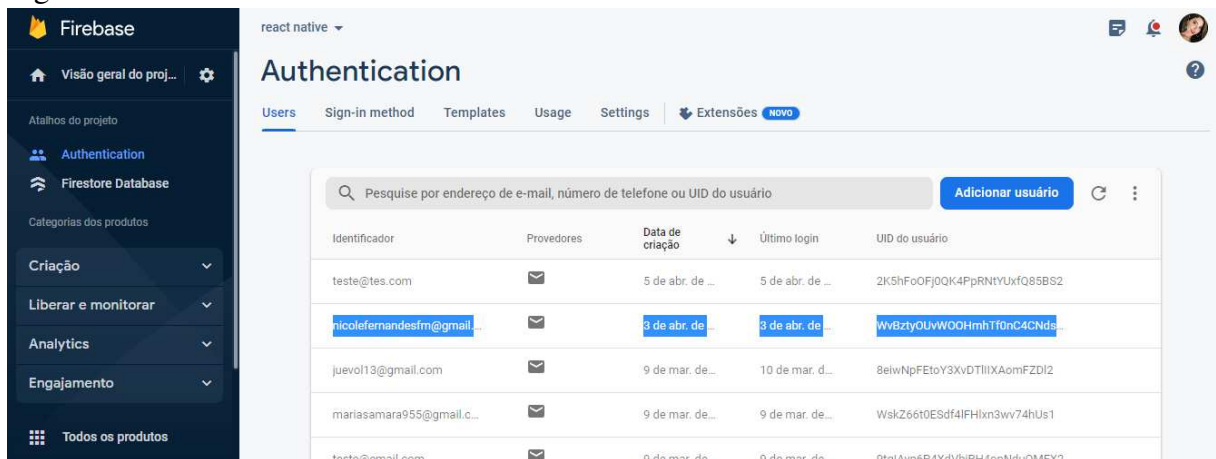 Firebase
react native
Visão geral do proj...
Authentication
Users Sign-in method Templates Usage Settings Extensões NOVO
Atalhos do projeto
Authentication
Firestore Database
Categorias dos produtos
Criação
Liberar e monitorar
Analytics
Engajamento
Todos os produtos
Pesquise por endereço de e-mail, número de telefone ou UID do usuário Adicionar usuário
Identificador Provedores Data de criação Último login UID do usuário
teste@tes.com 5 de abr. de ... 5 de abr. de ... 2K5hFoOFj0QK4PpRNtYUxfQ85BS2
nicolefernandesfm@gmail.... 3 de abr. de ... 3 de abr. de ... WvBztyOUvWOOHmhTf0nC4CNds...
juevol13@gmail.com 9 de mar. de... 10 de mar. d... 8eiwNpFEtoY3XvDTlIIXAomFZDl2
mariasamara955@gmail.c... 9 de mar. de... 9 de mar. de... WskZ66t0ESdf4lFHlxn3wv74hUs1